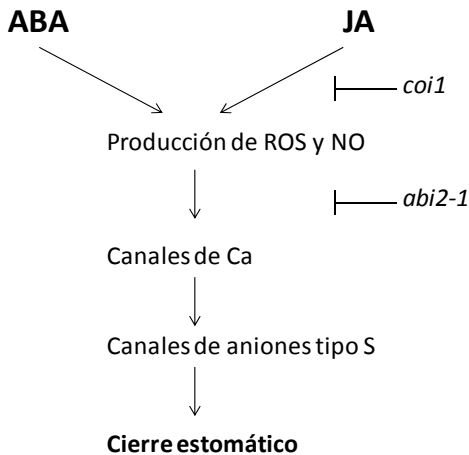 ABA
JA
coi1
Producción de ROS y NO
abi2-1
Canales de Ca
Canales de aniones tipo S
Cierre estomático